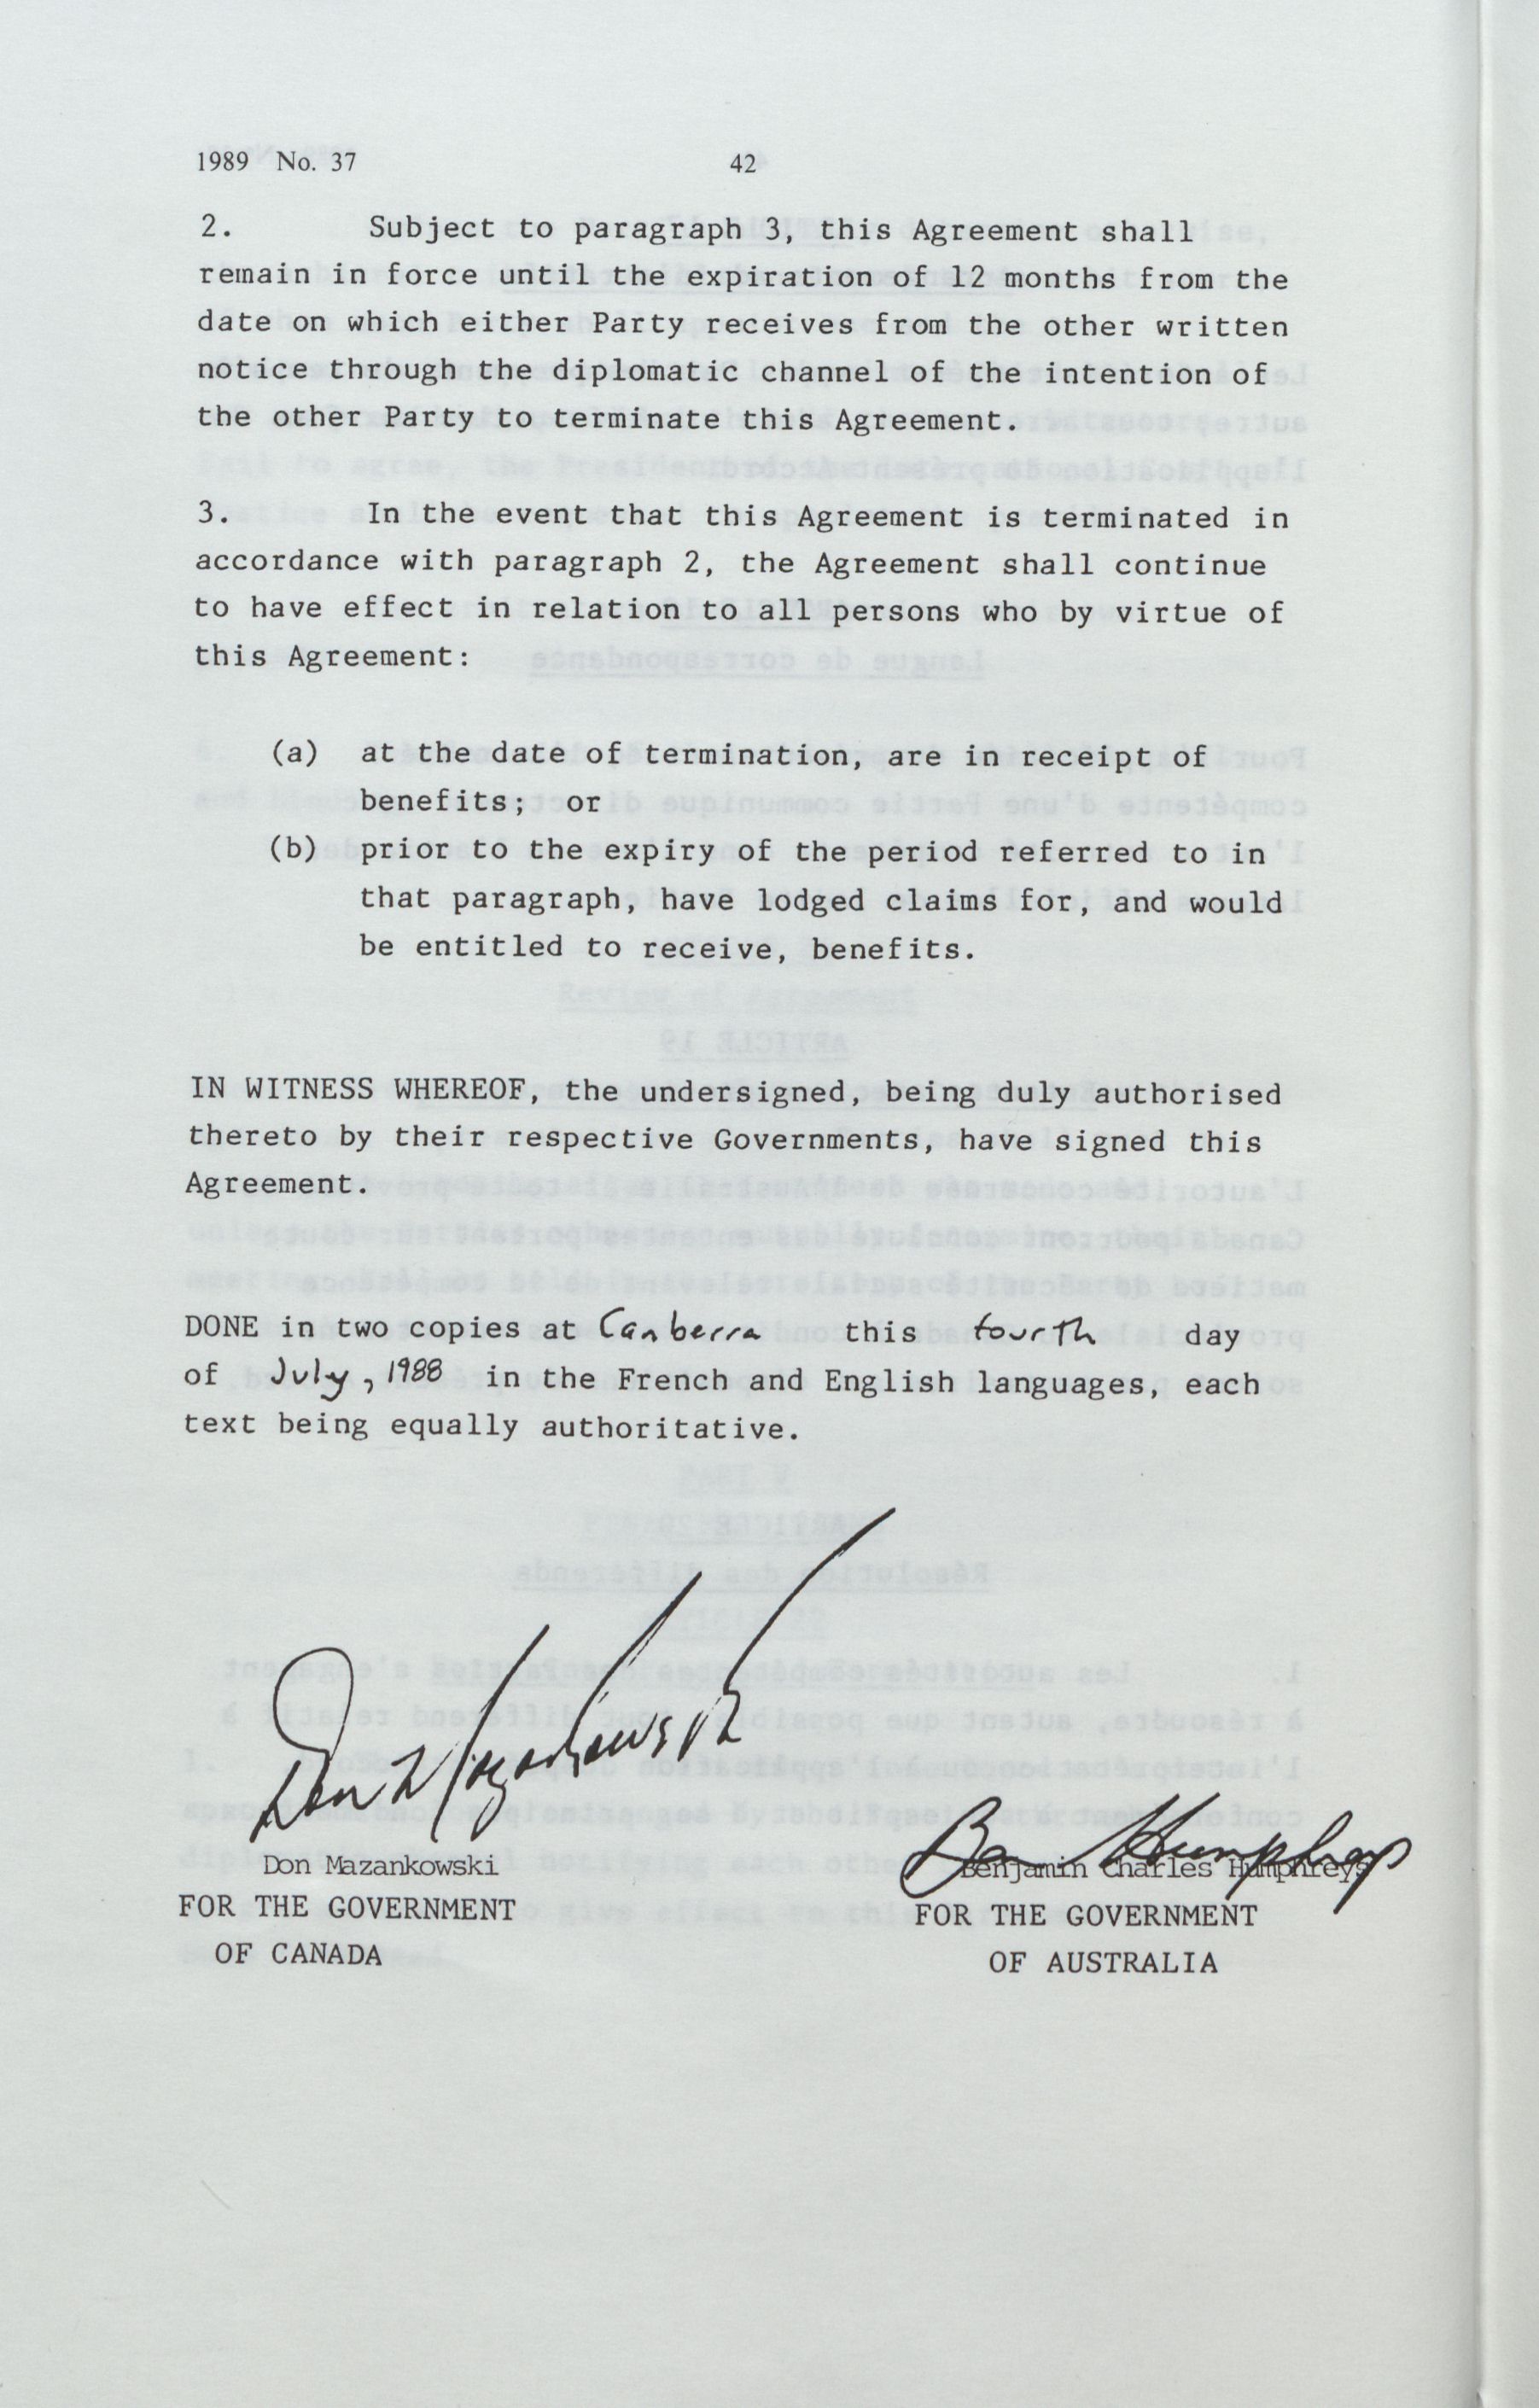 1989 No. 37
42
2. Subject to paragraph 3, this Agreement shall
remain in force until the expiration of 12 months from the
date on which either Party receives from the other written
notice through the diplomatic channel of the intention of
the other Party to terminate this Agreement.
3. In the event that this Agreement is terminated in
accordance with paragraph 2, the Agreement shall continue
to have effect in relation to all persons who by virtue of
this Agreement:
(a) at the date of termination, are in receipt of
benefits; or
(b) prior to the expiry of the period referred to in
that paragraph, have lodged claims for, and would
be entitled to receive, benefits.
IN WITNESS WHEREOF, the undersigned, being duly authorised
thereto by their respective Governments, have signed this
Agreement.
DONE in two copies at Canberra this fourth day
of July, 1988 in the French and English languages, each
text being equally authoritative.
Don Mazankowski
Ben Humphreys
Don Mazankowski
Benjamin Charles Humphreys
FOR THE GOVERNMENT
OF CANADA
FOR THE GOVERNMENT
OF AUSTRALIA